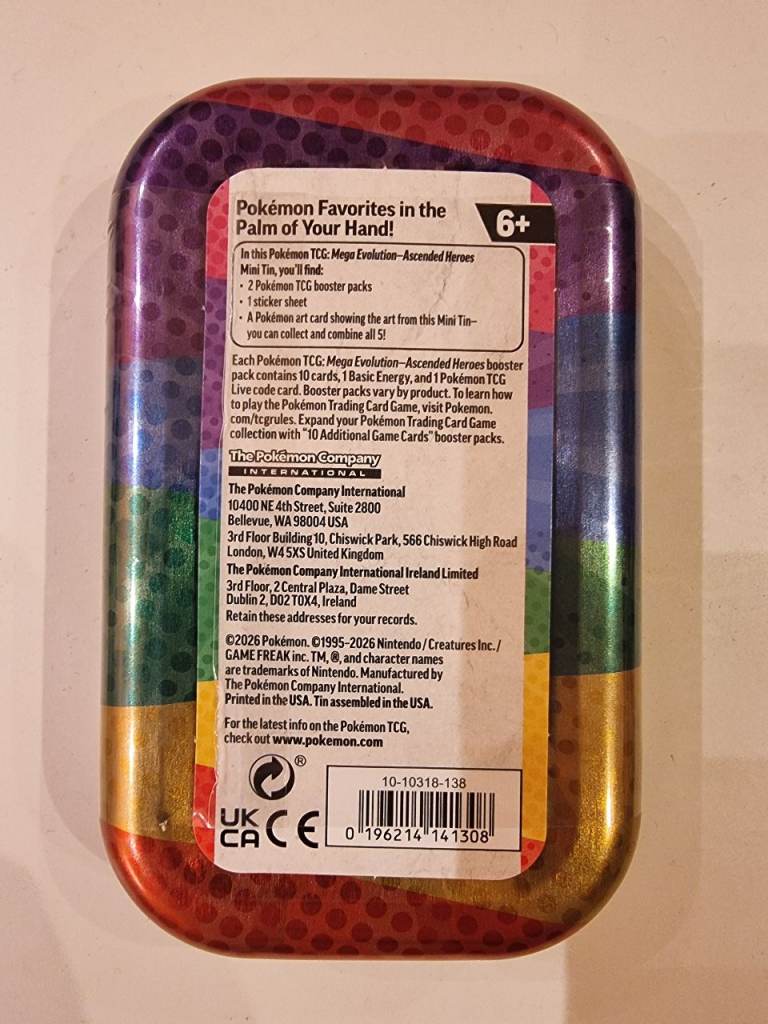 Pokémon Favorites in the
Palm of Your Hand!
6+
In this Pokémon TCG: Mega Evolution—Ascended Heroes
Mini Tin, you'll find:
• 2 Pokémon TCG booster packs
• 1 sticker sheet
• A Pokémon art card showing the art from this Mini Tin—
you can collect and combine all 5!
Each Pokémon TCG: Mega Evolution—Ascended Heroes booster
pack contains 10 cards, 1 Basic Energy, and 1 Pokémon TCG
Live code card. Booster packs vary by product. To learn how
to play the Pokémon Trading Card Game, visit Pokemon.
com/tcgrules. Expand your Pokémon Trading Card Game
collection with "10 Additional Game Cards" booster packs.
The Pokémon Company
INTERNATIONAL
The Pokémon Company International
10400 NE 4th Street, Suite 2800
Bellevue, WA 98004 USA
3rd Floor Building 10, Chiswick Park, 566 Chiswick High Road
London, W4 5XS United Kingdom
The Pokémon Company International Ireland Limited
3rd Floor, 2 Central Plaza, Dame Street
Dublin 2, D02 T0X4, Ireland
Retain these addresses for your records.
©2026 Pokémon. ©1995–2026 Nintendo / Creatures Inc. /
GAME FREAK inc. TM, ®, and character names
are trademarks of Nintendo. Manufactured by
The Pokémon Company International.
Printed in the USA. Tin assembled in the USA.
For the latest info on the Pokémon TCG,
check out www.pokemon.com
®
UK
CA CE
10-10318-138
0 196214 141308